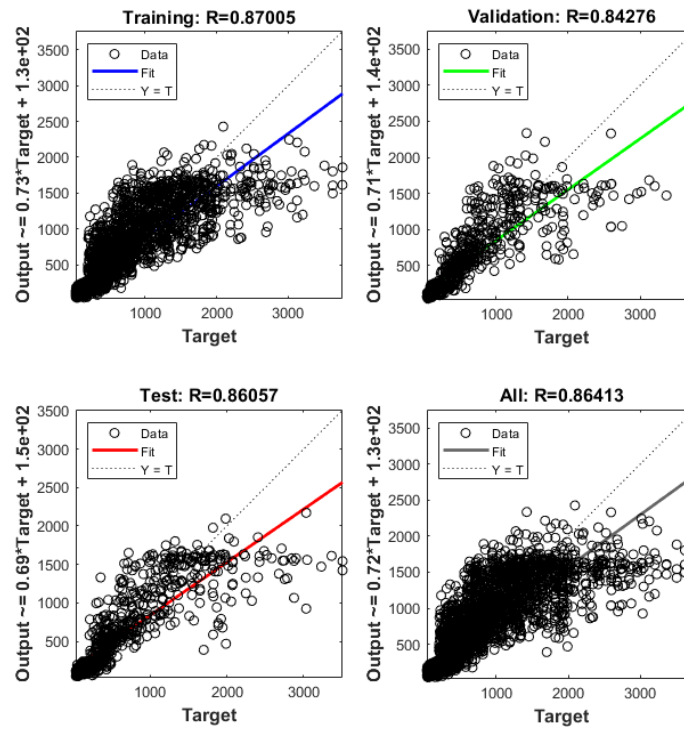 Training: R=0.87005
Output ~= 0.73*Target + 1.3e+02
3500
3000
2500
2000
1500
1000
500
Data
Fit
Y = T
1000 2000 3000
Target
Validation: R=0.84276
Output ~= 0.71*Target + 1.4e+02
3500
3000
2500
2000
1500
1000
500
Data
Fit
Y = T
1000 2000 3000
Target
Test: R=0.86057
Output ~= 0.69*Target + 1.5e+02
3500
3000
2500
2000
1500
1000
500
Data
Fit
Y = T
1000 2000 3000
Target
All: R=0.86413
Output ~= 0.72*Target + 1.3e+02
3500
3000
2500
2000
1500
1000
500
Data
Fit
Y = T
1000 2000 3000
Target